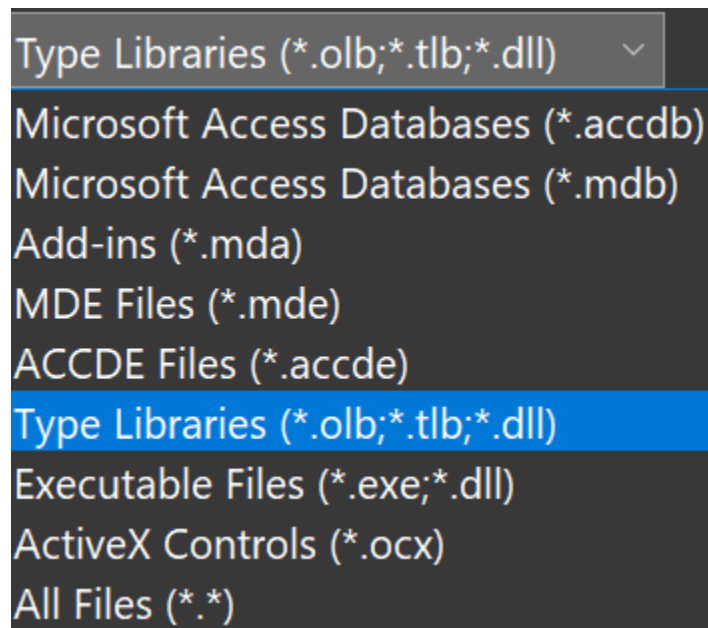 Type Libraries (*.olb;*.tlb;*.dll)
Microsoft Access Databases (*.accdb)
Microsoft Access Databases (*.mdb)
Add-ins (*.mda)
MDE Files (*.mde)
ACCDE Files (*.accde)
Type Libraries (*.olb;*.tlb;*.dll)
Executable Files (*.exe;*.dll)
ActiveX Controls (*.ocx)
All Files (*.*)